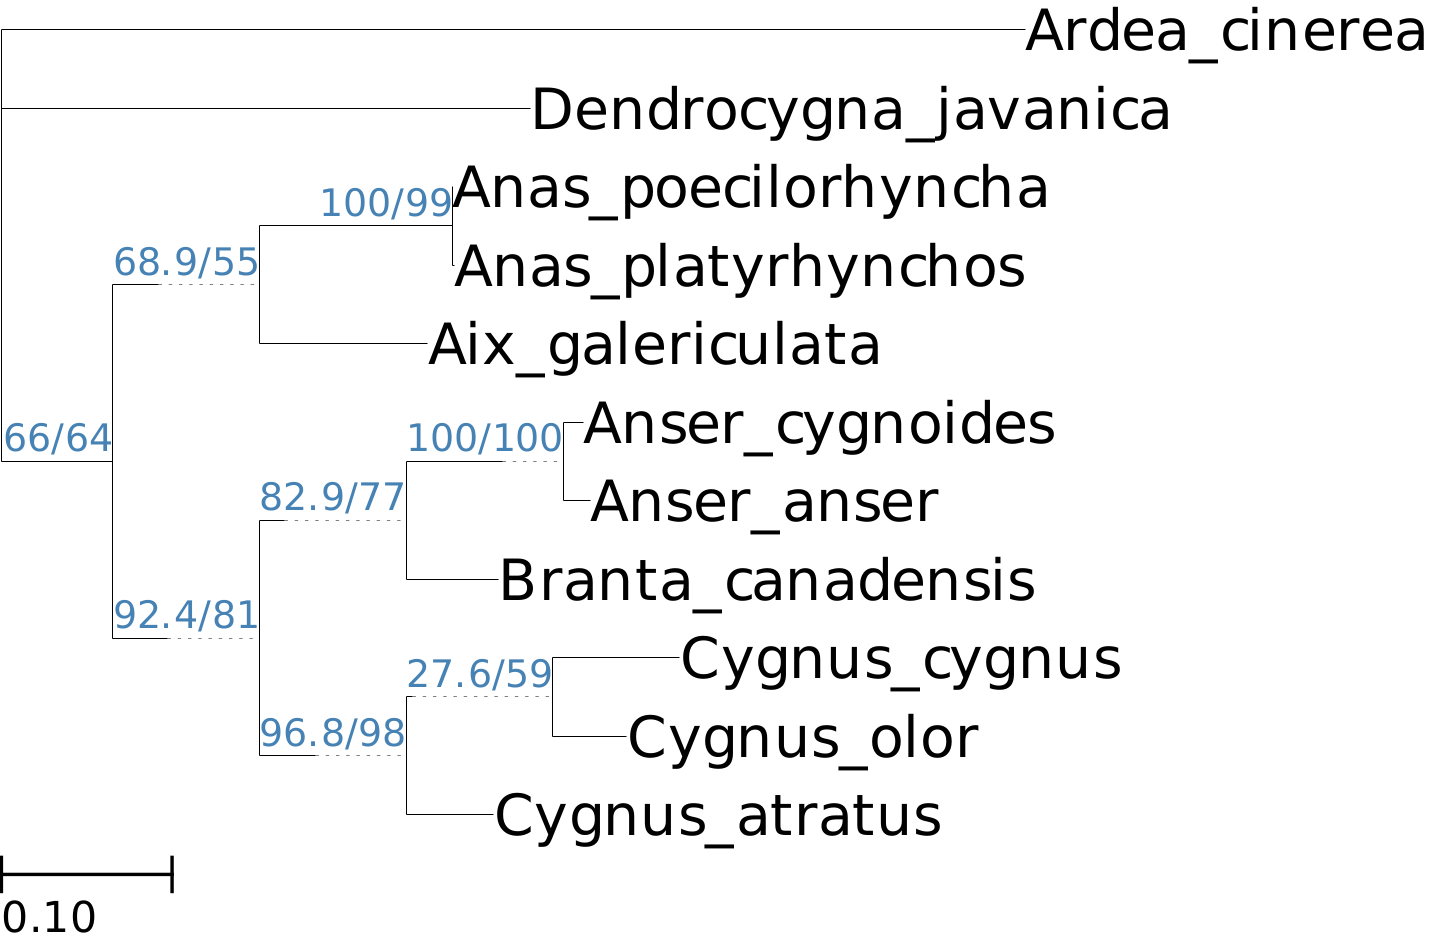 Ardea_cinerea
Dendrocygna_javanica
100/99
Anas_poecilorhyncha
68.9/55
Anas_platyrhynchos
Aix_galericulata
66/64
100/100
Anser_cygnoides
82.9/77
Anser_anser
Branta_canadensis
92.4/81
27.6/59
Cygnus_cygnus
96.8/98
Cygnus_olor
Cygnus_atratus
0.10